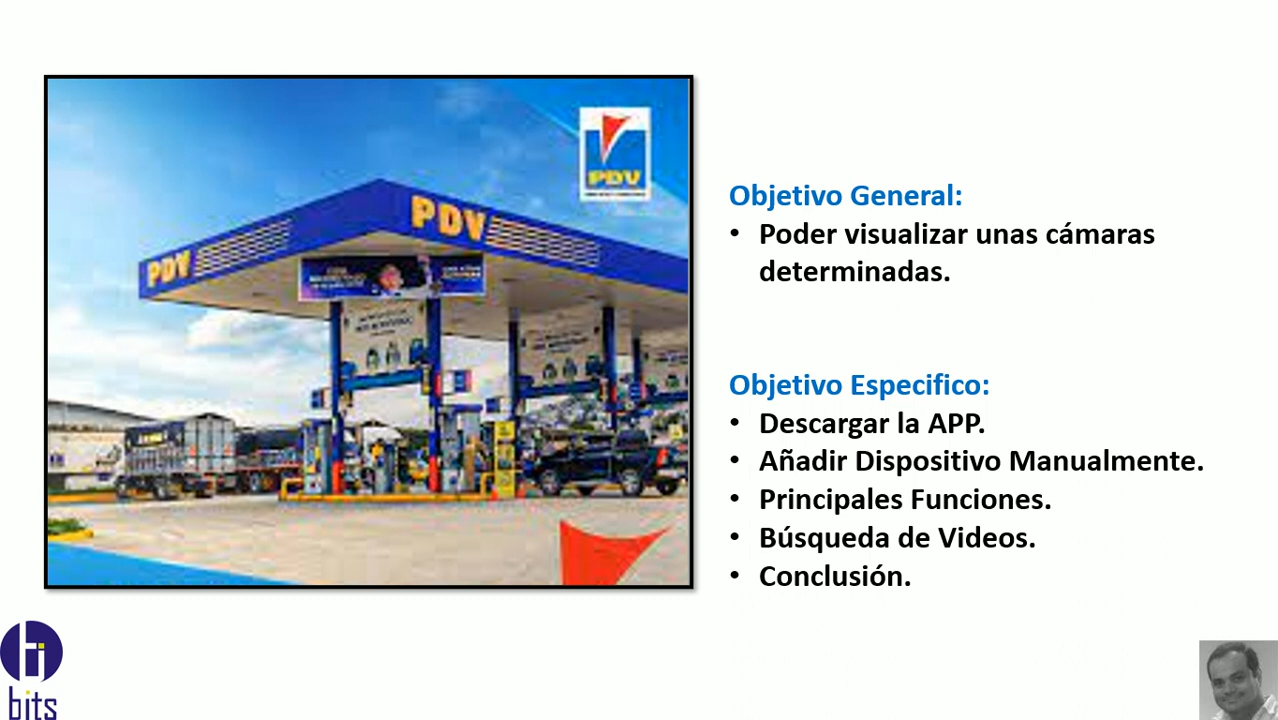 PDV
PDV
PDV
Objetivo General:
• Poder visualizar unas cámaras
determinadas.
Objetivo Especifico:
• Descargar la APP.
• Añadir Dispositivo Manualmente.
• Principales Funciones.
• Búsqueda de Videos.
• Conclusión.
bits